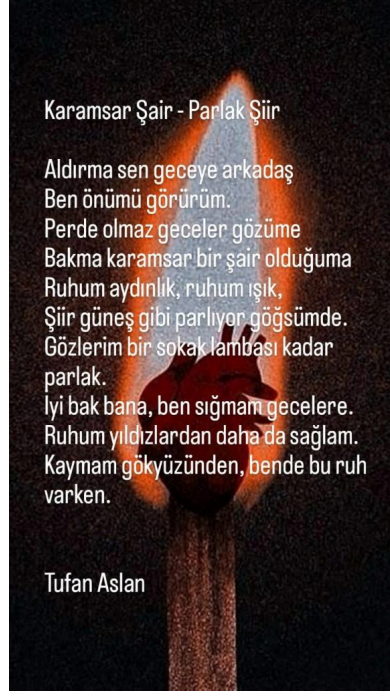 Karamsar Şair - Parlak Şiir
Aldırma sen geceye arkadaş
Ben önümü görürüm.
Perde olmaz geceler gözüme
Bakma karamsar bir şair olduğuma
Ruhum aydınlık, ruhum ışık,
Şiir güneş gibi parlıyor göğsümde.
Gözlerim bir sokak lambası kadar
parlak.
İyi bak bana, ben sığmam gecelere.
Ruhum yıldızlardan daha da sağlam.
Kaymam gökyüzünden, bende bu ruh
varken.
Tufan Aslan